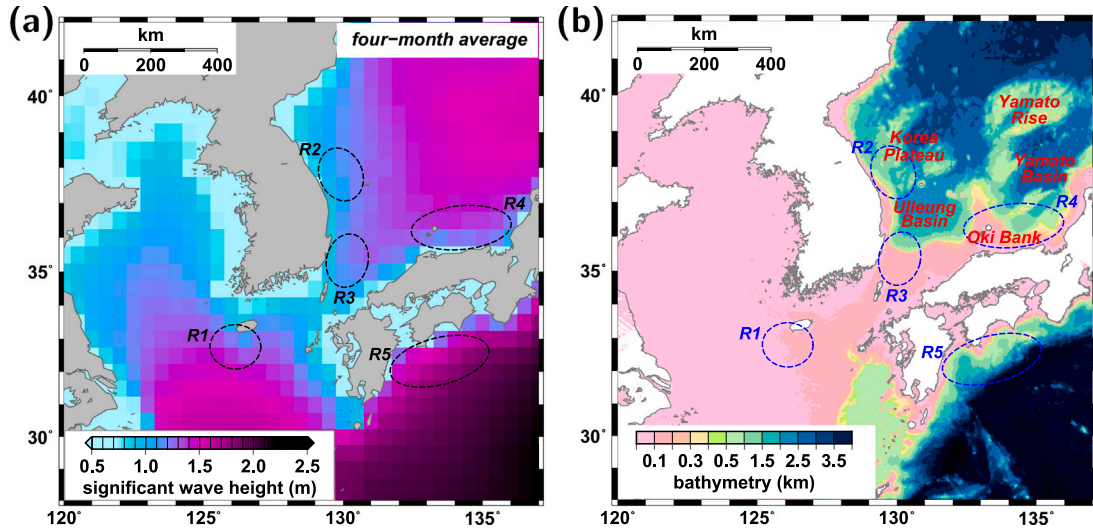 (a)
km
0 200 400
four−month average
40°
35°
30°
R2
R4
R3
R1
R5
0.5 1.0 1.5 2.0 2.5
significant wave height (m)
120 125 130 135
(b)
km
0 200 400
40°
35°
30°
Yamato
Rise
Korea
Plateau
R2
Yamato
Basin
R4
Ulleung
Basin
Oki Bank
R3
R1
R5
0.1 0.3 0.5 1.5 2.5 3.5
bathymetry (km)
120 125 130 135